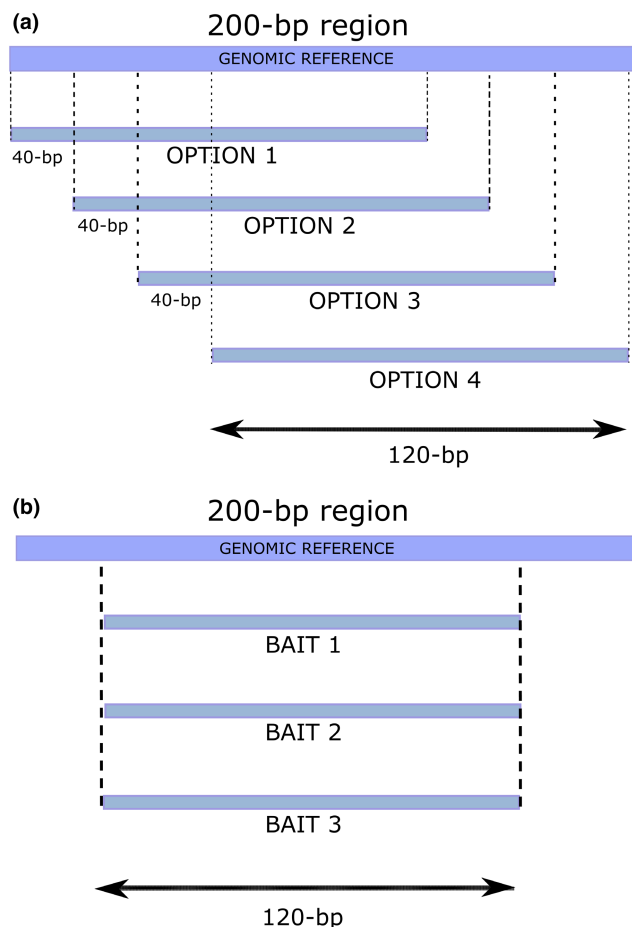 (a)
200-bp region
GENOMIC REFERENCE
40-bp
OPTION 1
40-bp
OPTION 2
40-bp
OPTION 3
OPTION 4
120-bp
(b)
200-bp region
GENOMIC REFERENCE
BAIT 1
BAIT 2
BAIT 3
120-bp